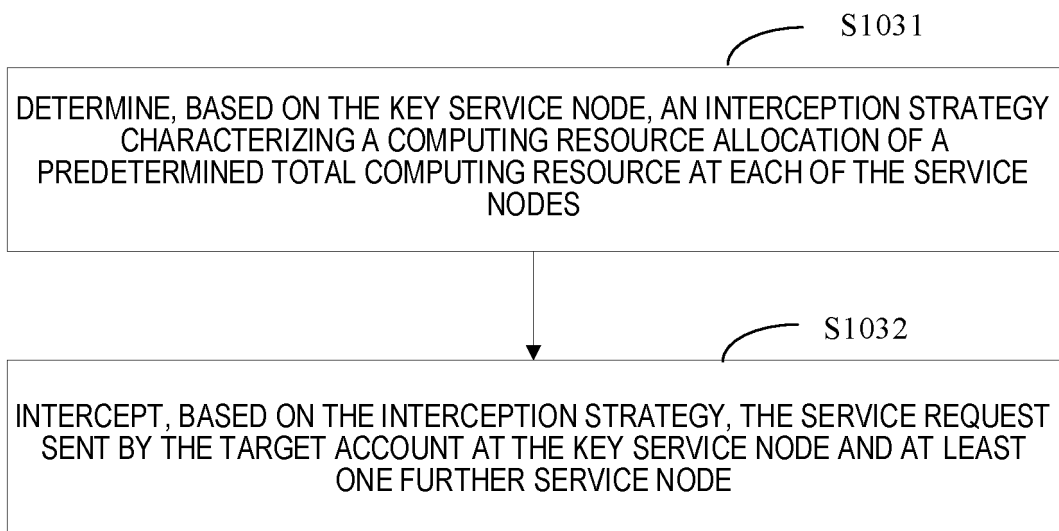 S1031
DETERMINE, BASED ON THE KEY SERVICE NODE, AN INTERCEPTION STRATEGY
CHARACTERIZING A COMPUTING RESOURCE ALLOCATION OF A
PREDETERMINED TOTAL COMPUTING RESOURCE AT EACH OF THE SERVICE
NODES
S1032
INTERCEPT, BASED ON THE INTERCEPTION STRATEGY, THE SERVICE REQUEST
SENT BY THE TARGET ACCOUNT AT THE KEY SERVICE NODE AND AT LEAST
ONE FURTHER SERVICE NODE